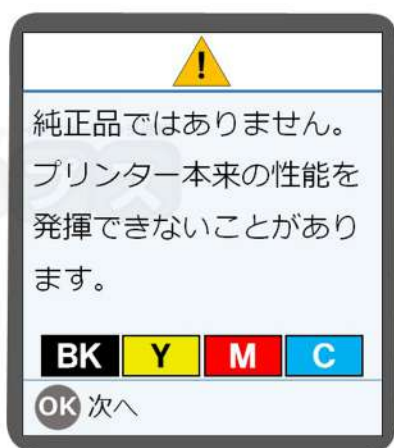 純正品ではありません。
プリンター本来の性能を
発揮できないことがあり
ます。
BK Y M C
OK 次へ